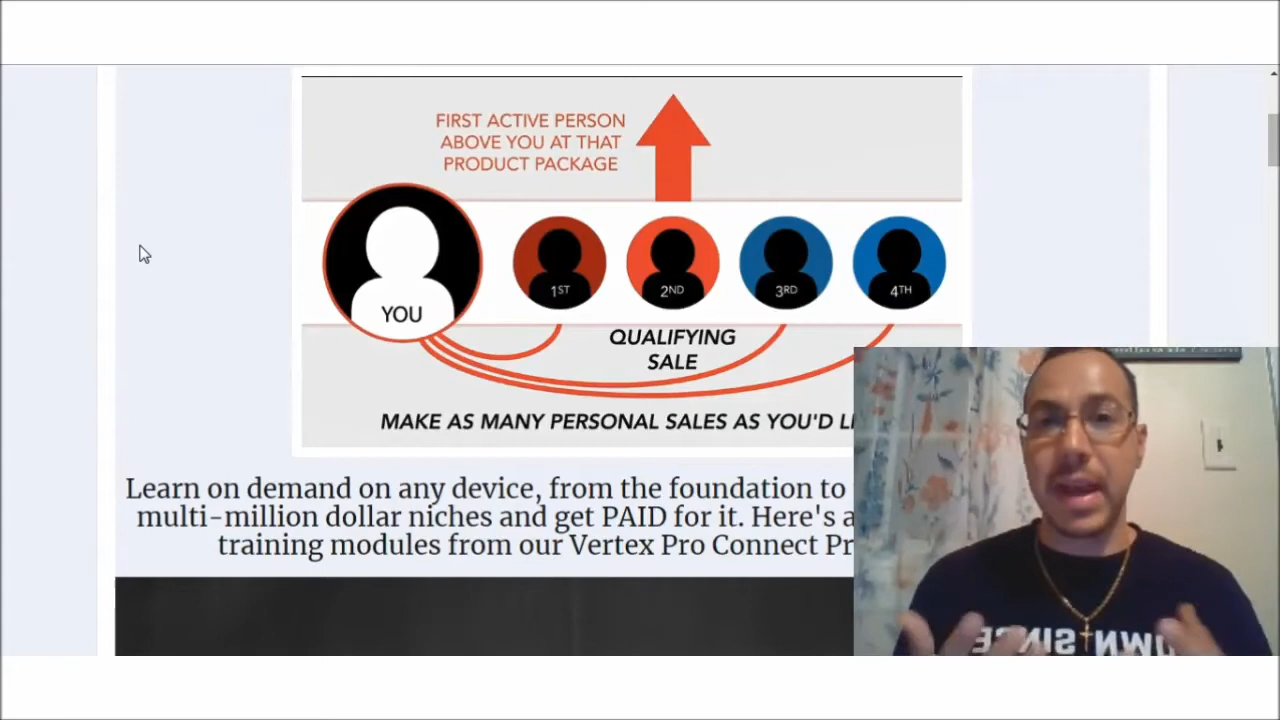 FIRST ACTIVE PERSON
ABOVE YOU AT THAT
PRODUCT PACKAGE
YOU
1ST
2ND
3RD
4TH
QUALIFYING
SALE
MAKE AS MANY PERSONAL SALES AS YOU'D
Learn on demand on any device, from the foundation to
multi-million dollar niches and get PAID for it. Here's a
training modules from our Vertex Pro Connect
OWN SINCE